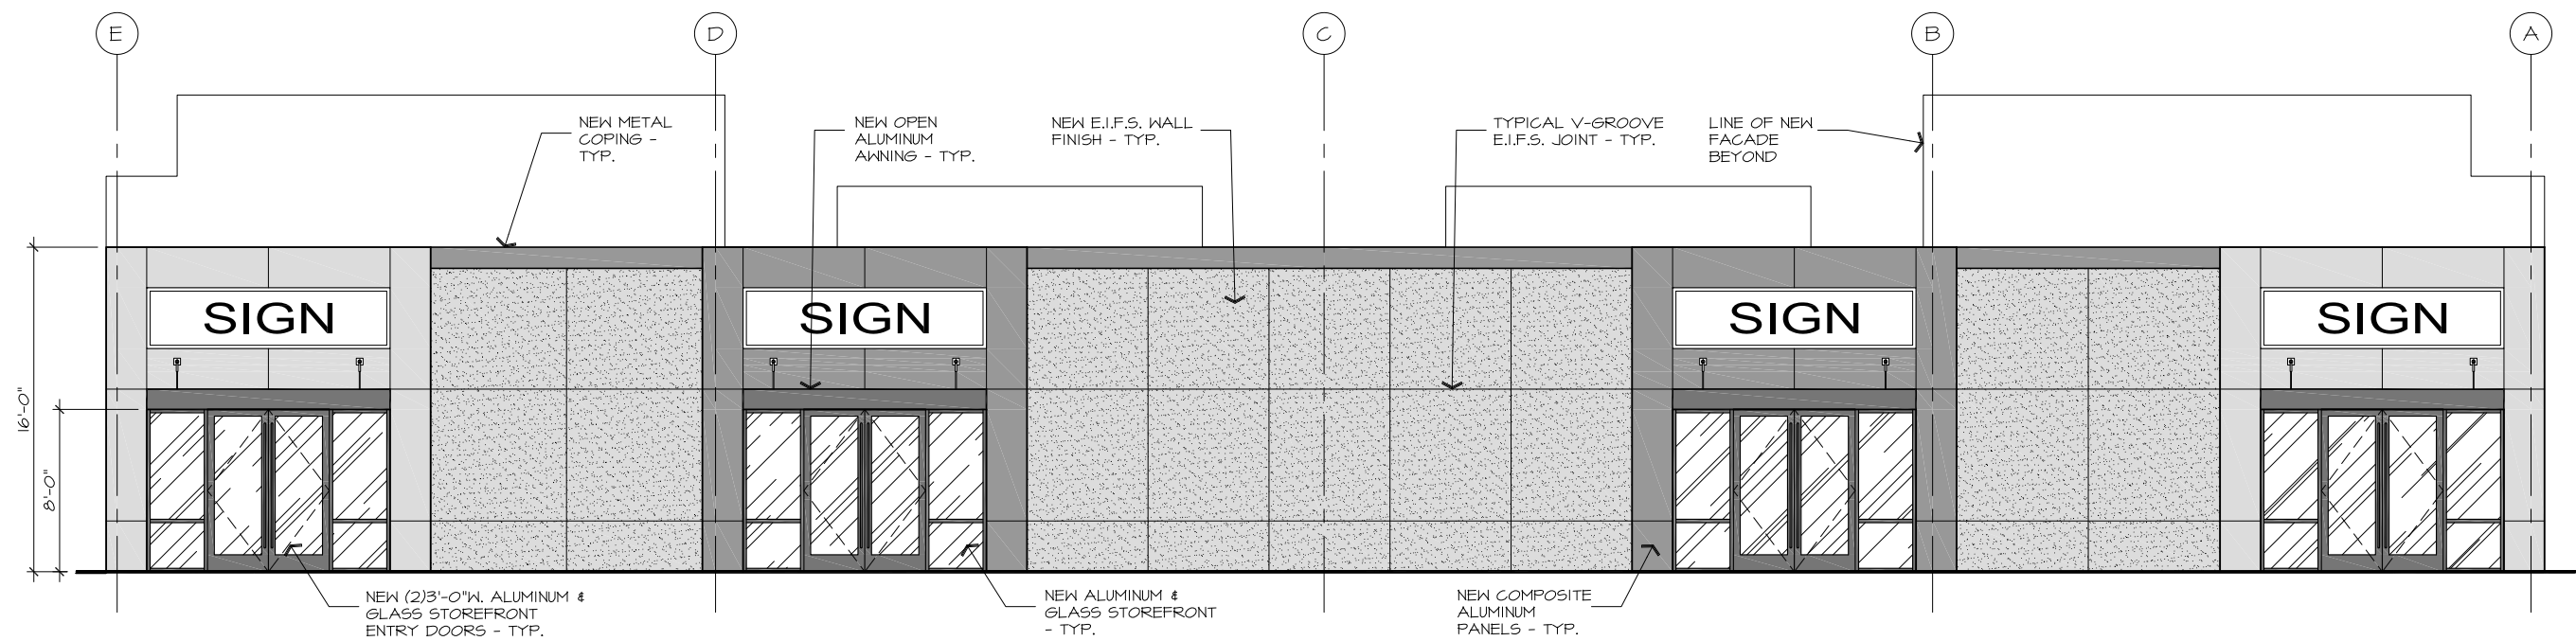 E
D
C
B
A
NEW METAL
COPING -
TYP.
NEW OPEN
ALUMINUM
AWNING - TYP.
NEW E.I.F.S. WALL
FINISH - TYP.
TYPICAL V-GROOVE
E.I.F.S. JOINT - TYP.
LINE OF NEW
FACADE
BEYOND
SIGN
SIGN
SIGN
SIGN
16'-0"
8'-0"
NEW (2)3'-0"W. ALUMINUM &
GLASS STOREFRONT
ENTRY DOORS - TYP.
NEW ALUMINUM &
GLASS STOREFRONT
- TYP.
NEW COMPOSITE
ALUMINUM
PANELS - TYP.